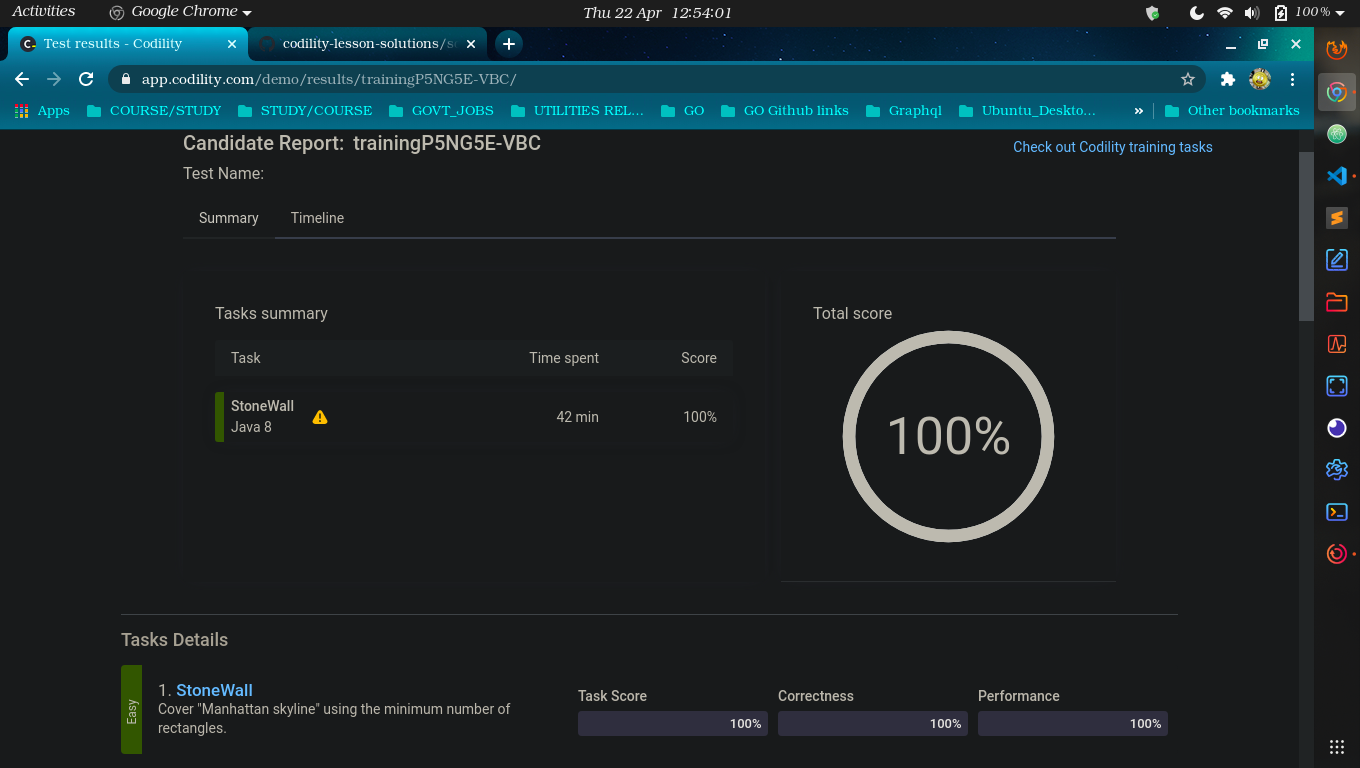 Activities Google Chrome Thu 22 Apr 12:54:01 100%
Test results - Codility codility-lesson-solutions/s
app.codility.com/demo/results/trainingP5NG5E-VBC/
Apps COURSE/STUDY STUDY/COURSE GOVT_JOBS UTILITIES REL... GO GO Github links Graphql Ubuntu_Deskto... » Other bookmarks
Candidate Report: trainingP5NG5E-VBC
Check out Codility training tasks
Test Name:
Summary Timeline
Tasks summary
Task Time spent Score
StoneWall
Java 8
42 min 100%
Total score
100%
Tasks Details
Easy
1. StoneWall
Cover "Manhattan skyline" using the minimum number of
rectangles.
Task Score Correctness Performance
100% 100% 100%